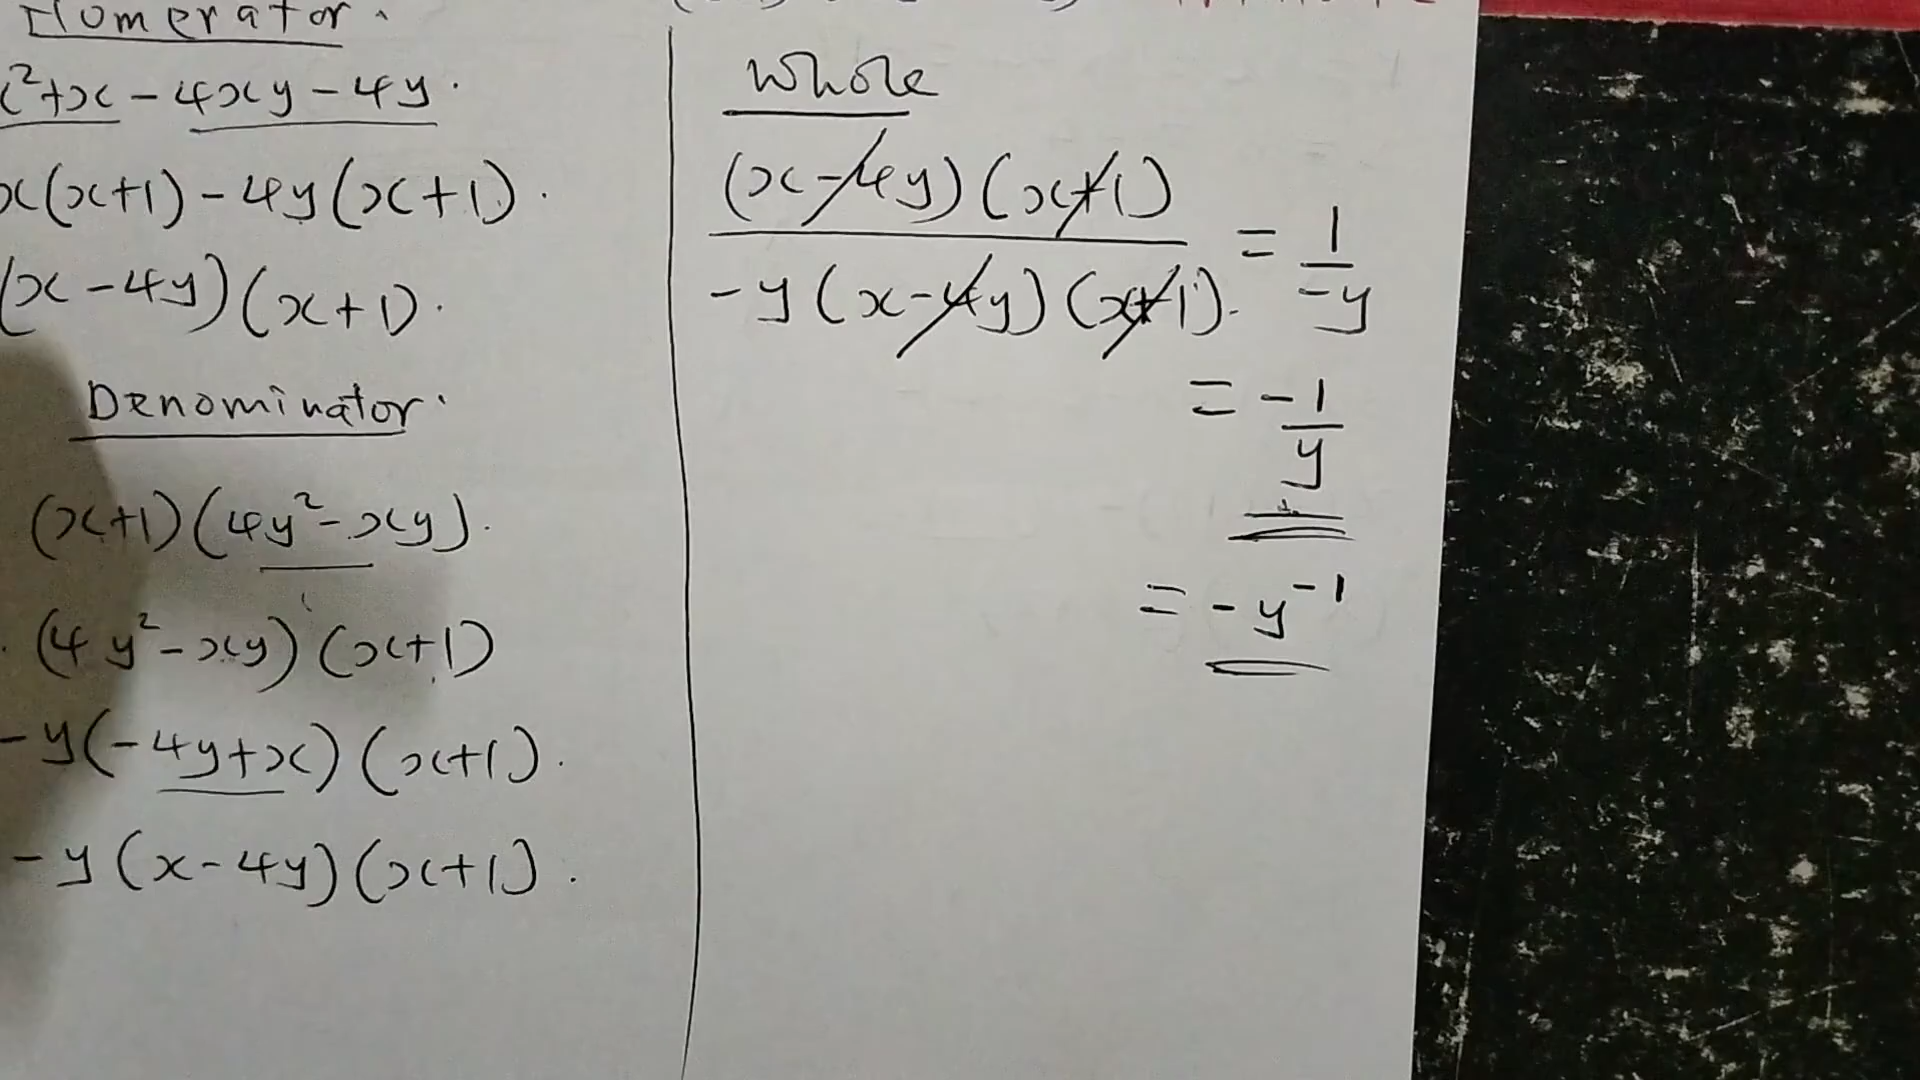 Numerator.
x²+x - 4xy - 4y.
x(x+1) - 4y(x+1).
(x - 4y)(x+1).
Denominator.
(x+1)(4y² - xy).
(4y² - xy)(x+1)
-y(-4y+x)(x+1).
-y(x-4y)(x+1).
Whole
(x-4y)(x+1)
-y(x-4y)(x+1).
= 1
-y
= -1
y
= -y⁻¹